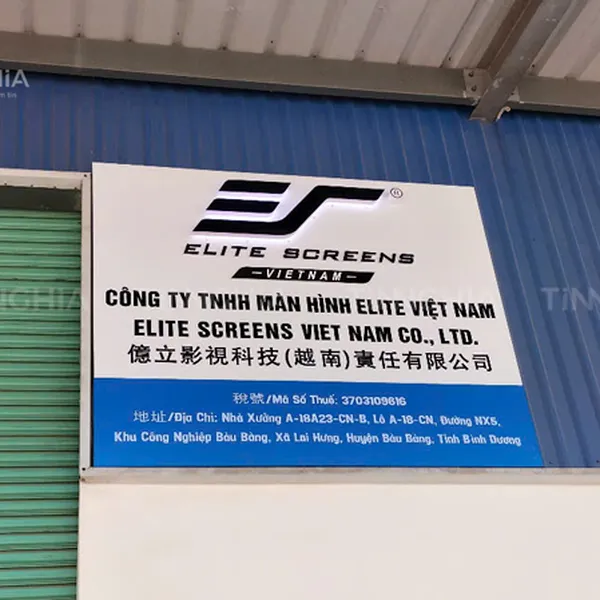 ES ®
ELITE SCREENS
VIETNAM
CÔNG TY TNHH MÀN HÌNH ELITE VIỆT NAM
ELITE SCREENS VIET NAM CO., LTD.
億立影視科技(越南)責任有限公司
稅號/Mã Số Thuế: 3703109616
地址/Địa Chỉ: Nhà Xưởng A-18A23-CN-B, Lô A-18-CN, Đường NX5,
Khu Công Nghiệp Bàu Bàng, Xã Lai Hưng, Huyện Bàu Bàng, Tỉnh Bình Dương